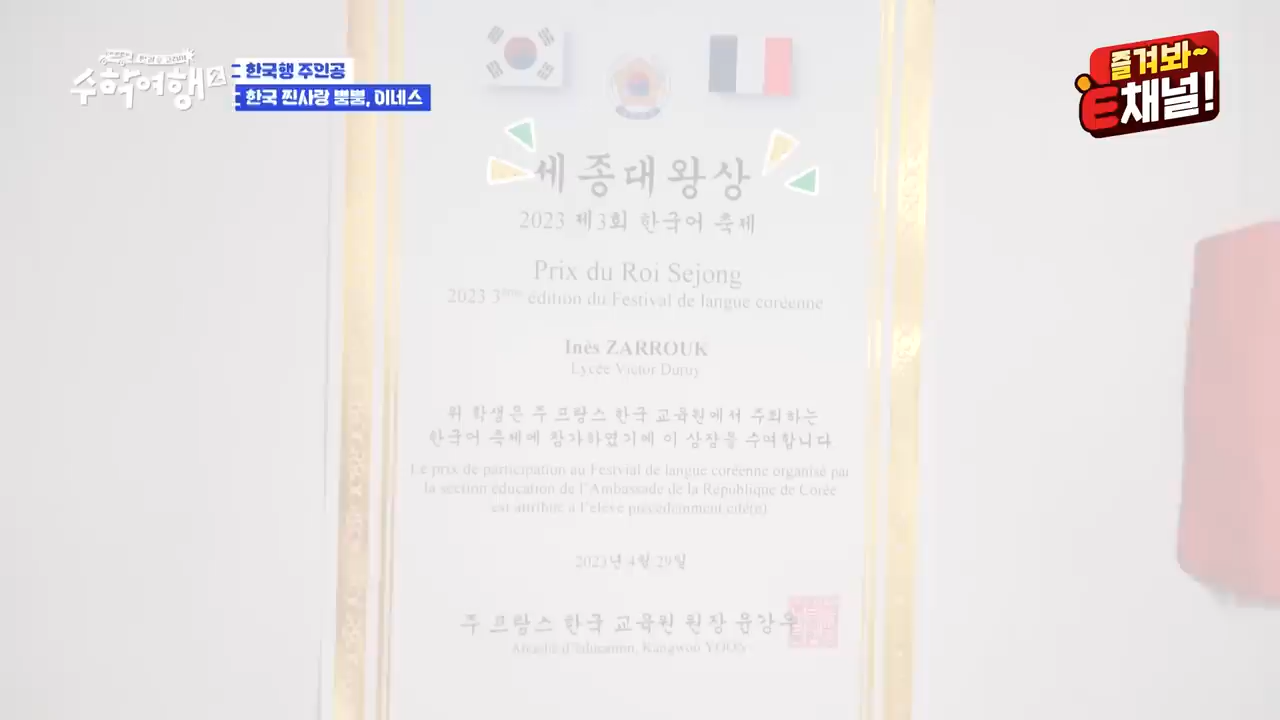 수학여행2
한국행 주인공
한국 찐사랑 뿜뿜, 이네스
즐겨봐~
E채널!
세종대왕상
2023 제3회 한국어 축제
Prix du Roi Sejong
2023 3ème édition du Festival de langue coréenne
Inès ZARROUK
Lycée Victor Duruy
위 학생은 주 프랑스 한국 교육원에서 주최하는
한국어 축제에 참가하였기에 이 상장을 수여합니다
Le prix de participation au Festivial de langue coréenne organisé par
la section éducation de l'Ambassade de la République de Corée
est attribué à l'élève précédemment cité(e)
2023년 4월 29일
주 프랑스 한국 교육원 원장 윤강우
Attaché d'éducation, Kangwoo YOON